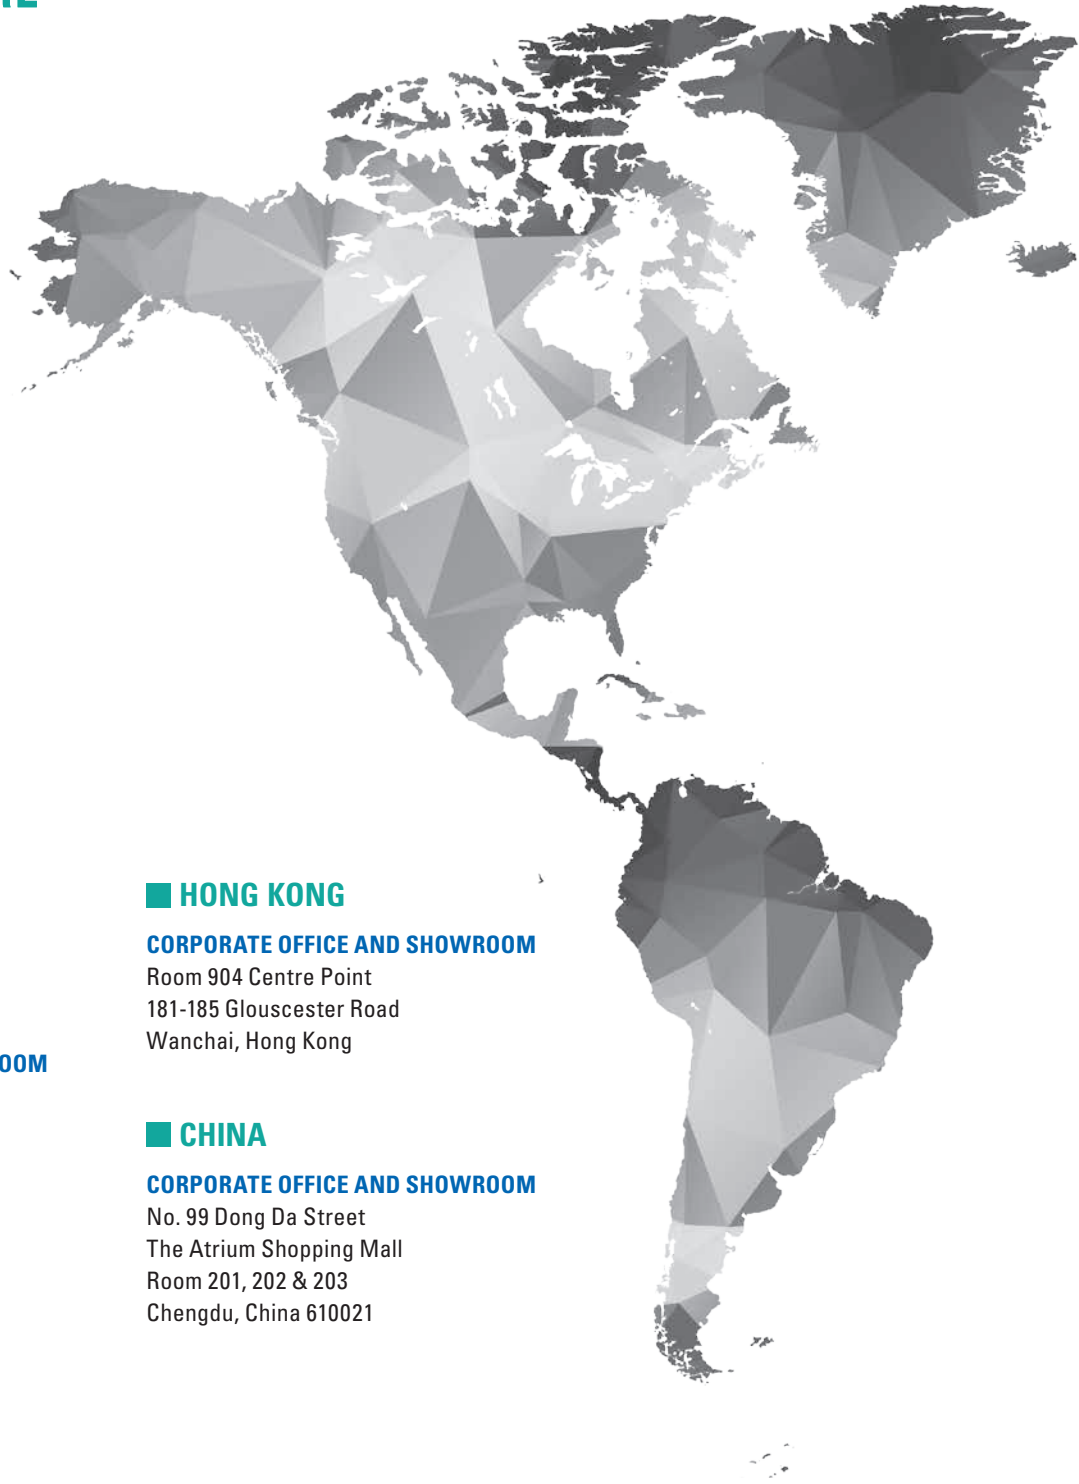 HONG KONG
CORPORATE OFFICE AND SHOWROOM
Room 904 Centre Point
181-185 Glouscester Road
Wanchai, Hong Kong
OOM
CHINA
CORPORATE OFFICE AND SHOWROOM
No. 99 Dong Da Street
The Atrium Shopping Mall
Room 201, 202 & 203
Chengdu, China 610021